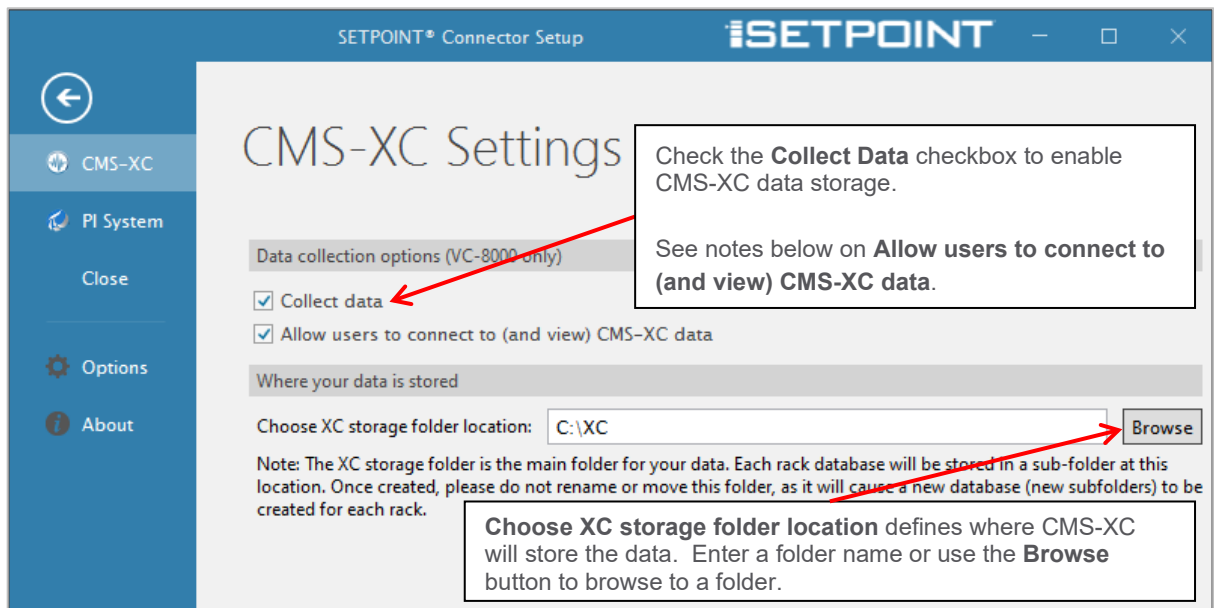 SETPOINT® Connector Setup
SETPOINT
CMS-XC
PI System
Close
Options
About
CMS-XC Settings
Check the Collect Data checkbox to enable
CMS-XC data storage.
See notes below on Allow users to connect to
(and view) CMS-XC data.
Data collection options (VC-8000 only)
Collect data
Allow users to connect to (and view) CMS-XC data
Where your data is stored
Choose XC storage folder location: C:\XC Browse
Note: The XC storage folder is the main folder for your data. Each rack database will be stored in a sub-folder at this
location. Once created, please do not rename or move this folder, as it will cause a new database (new subfolders) to be
created for each rack.
Choose XC storage folder location defines where CMS-XC
will store the data. Enter a folder name or use the Browse
button to browse to a folder.